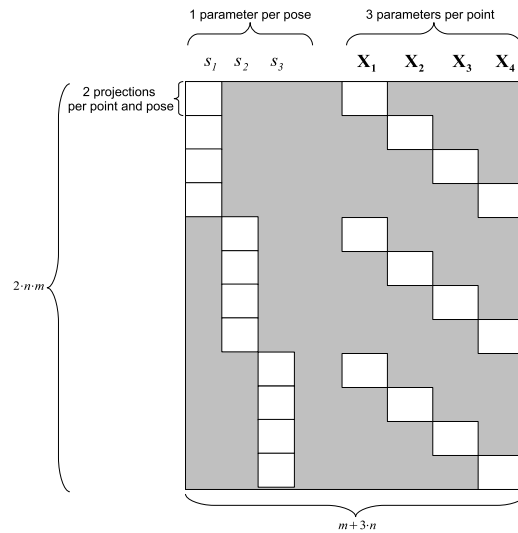 1 parameter per pose
3 parameters per point
s1 s2 s3 X1 X2 X3 X4
2 projections
per point and pose
2·n·m
m+3·n